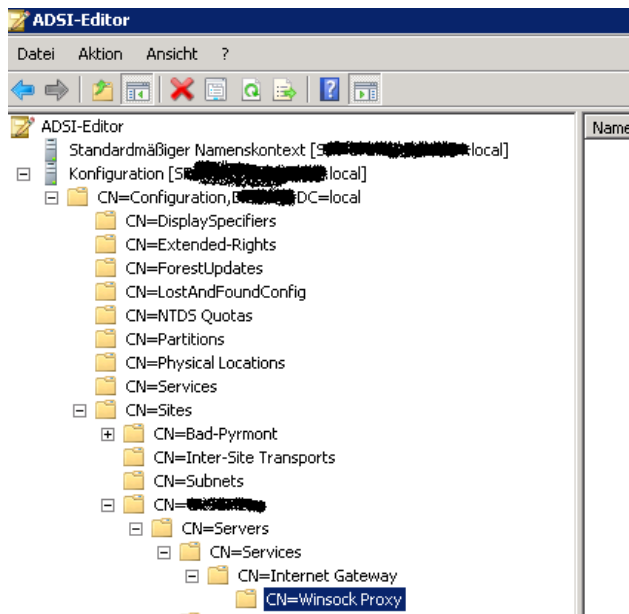 ADSI-Editor
Datei Aktion Ansicht ?
ADSI-Editor
Name
Standardmäßiger Namenskontext [S local]
Konfiguration [S local]
CN=Configuration, DC=local
CN=DisplaySpecifiers
CN=Extended-Rights
CN=ForestUpdates
CN=LostAndFoundConfig
CN=NTDS Quotas
CN=Partitions
CN=Physical Locations
CN=Services
CN=Sites
CN=Bad-Pyrmont
CN=Inter-Site Transports
CN=Subnets
CN=
CN=Servers
CN=Services
CN=Internet Gateway
CN=Winsock Proxy